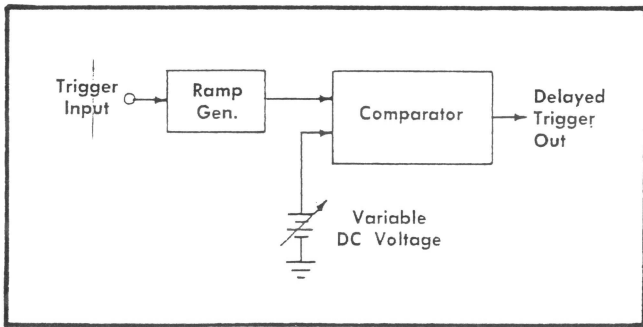 Trigger
Input
Ramp
Gen.
Comparator
Delayed
Trigger
Out
Variable
DC Voltage